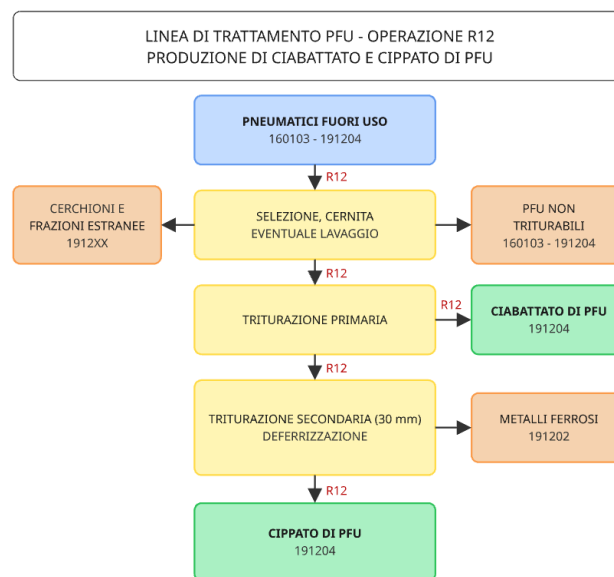 LINEA DI TRATTAMENTO PFU - OPERAZIONE R12
PRODUZIONE DI CIABATTATO E CIPPATO DI PFU
PNEUMATICI FUORI USO
160103 - 191204
R12
CERCHIONI E
FRAZIONI ESTRANEE
1912XX
SELEZIONE, CERNITA
EVENTUALE LAVAGGIO
PFU NON
TRITURABILI
160103 - 191204
R12
TRITURAZIONE PRIMARIA
R12
CIABATTATO DI PFU
191204
R12
TRITURAZIONE SECONDARIA (30 mm)
DEFERRIZZAZIONE
METALLI FERROSI
191202
R12
CIPPATO DI PFU
191204